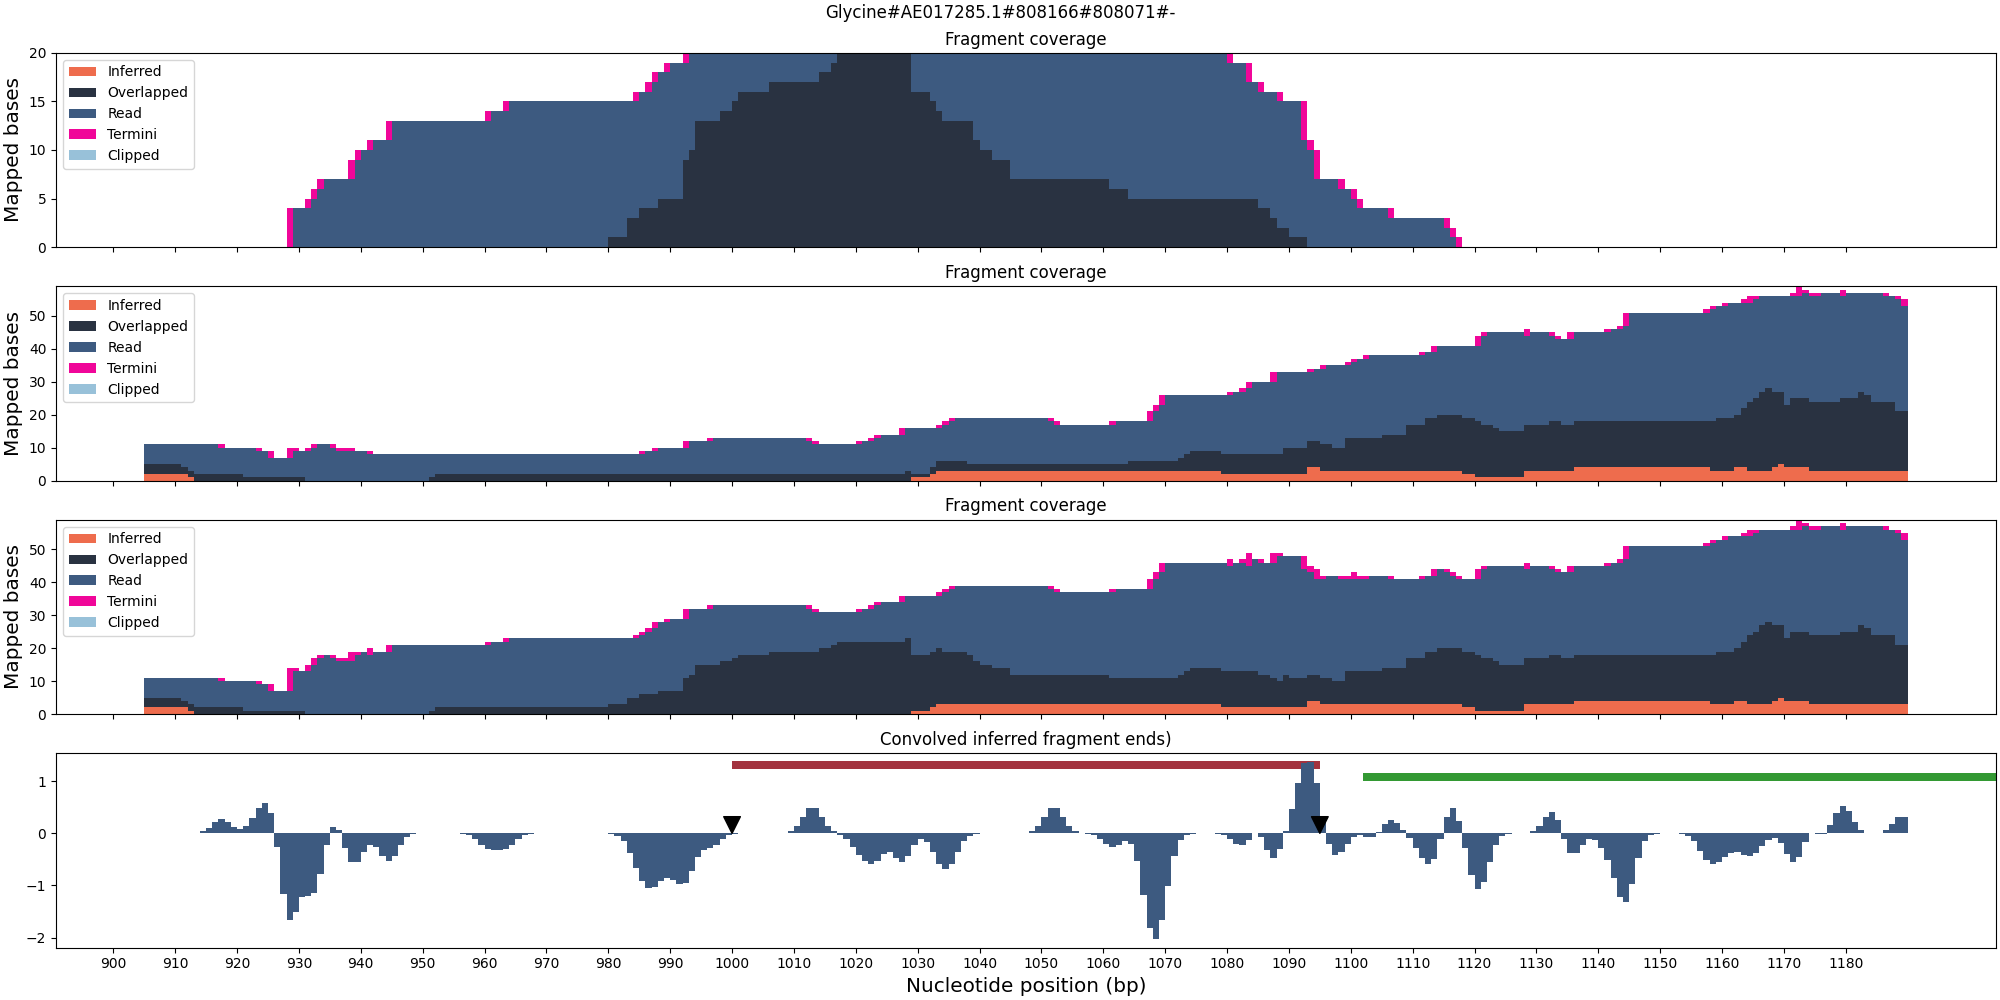 Glycine#AE017285.1#808166#808071#-
Fragment coverage
Mapped bases
20
15
10
5
0
Inferred
Overlapped
Read
Termini
Clipped
Fragment coverage
Mapped bases
50
40
30
20
10
0
Inferred
Overlapped
Read
Termini
Clipped
Fragment coverage
Mapped bases
50
40
30
20
10
0
Inferred
Overlapped
Read
Termini
Clipped
Convolved inferred fragment ends)
1
0
−1
−2
900 910 920 930 940 950 960 970 980 990 1000 1010 1020 1030 1040 1050 1060 1070 1080 1090 1100 1110 1120 1130 1140 1150 1160 1170 1180
Nucleotide position (bp)